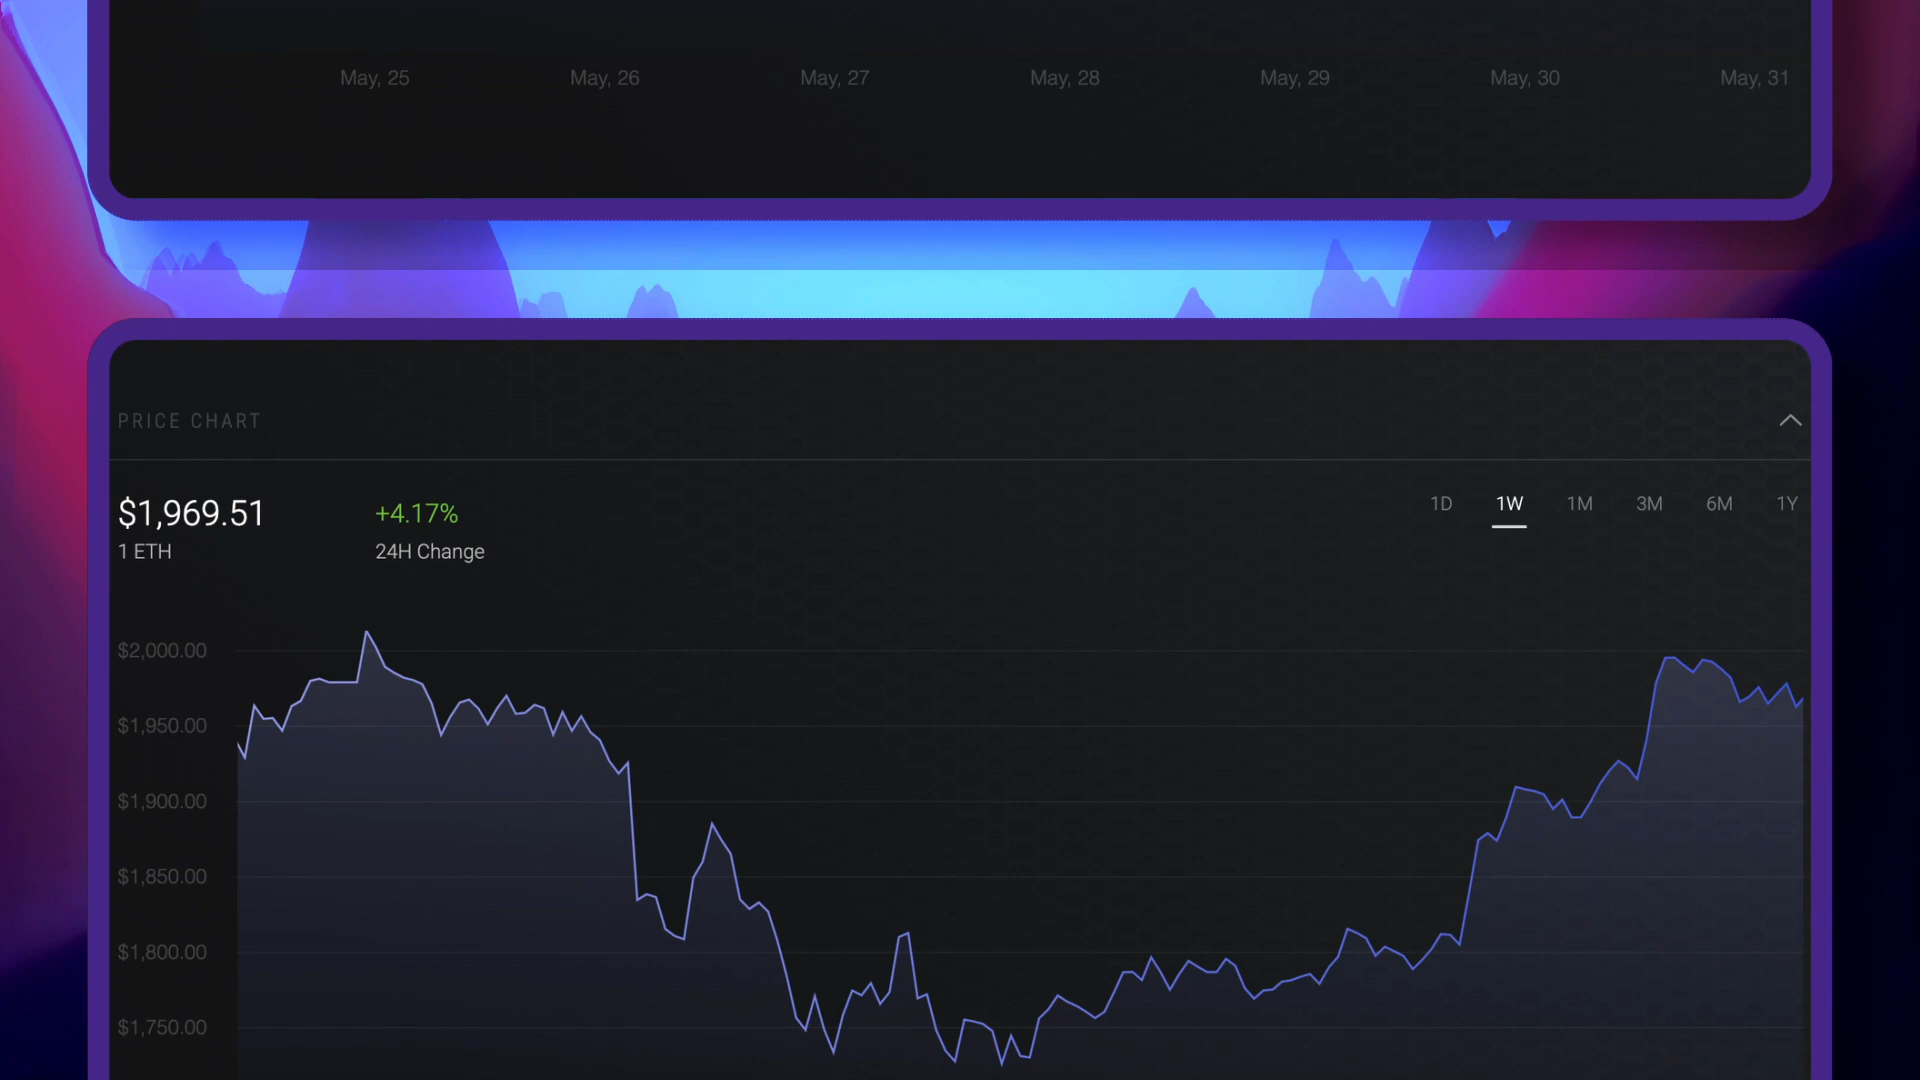 May, 25 May, 26 May, 27 May, 28 May, 29 May, 30 May, 31
PRICE CHART
$1,969.51 +4.17% 1D 1W 1M 3M 6M 1Y
1 ETH 24H Change
$2,000.00
$1,950.00
$1,900.00
$1,850.00
$1,800.00
$1,750.00